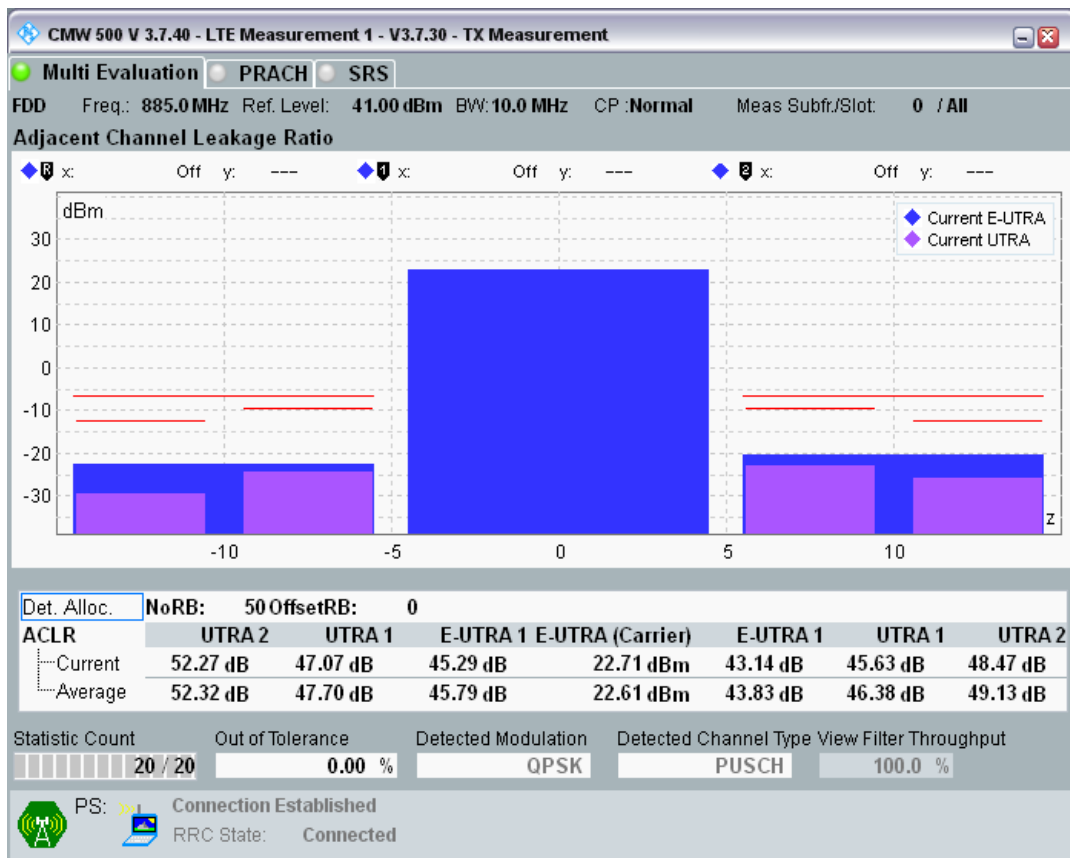 CMW 500 V 3.7.40 - LTE Measurement 1 - V3.7.30 - TX Measurement
Multi Evaluation PRACH SRS
FDD Freq.: 885.0 MHz Ref. Level: 41.00 dBm BW: 10.0 MHz CP :Normal Meas Subfr./Slot: 0 / All
Adjacent Channel Leakage Ratio
R x: Off y: --- 1 x: Off y: --- 2 x: Off y: ---
dBm
Current E-UTRA
Current UTRA
30
20
10
0
-10
-20
-30
z
-10 -5 0 5 10
Det. Alloc. NoRB: 50 OffsetRB: 0
ACLR UTRA 2 UTRA 1 E-UTRA 1 E-UTRA (Carrier) E-UTRA 1 UTRA 1 UTRA 2
Current 52.27 dB 47.07 dB 45.29 dB 22.71 dBm 43.14 dB 45.63 dB 48.47 dB
Average 52.32 dB 47.70 dB 45.79 dB 22.61 dBm 43.83 dB 46.38 dB 49.13 dB
Statistic Count Out of Tolerance Detected Modulation Detected Channel Type View Filter Throughput
20 / 20 0.00 % QPSK PUSCH 100.0 %
PS: Connection Established
RRC State: Connected